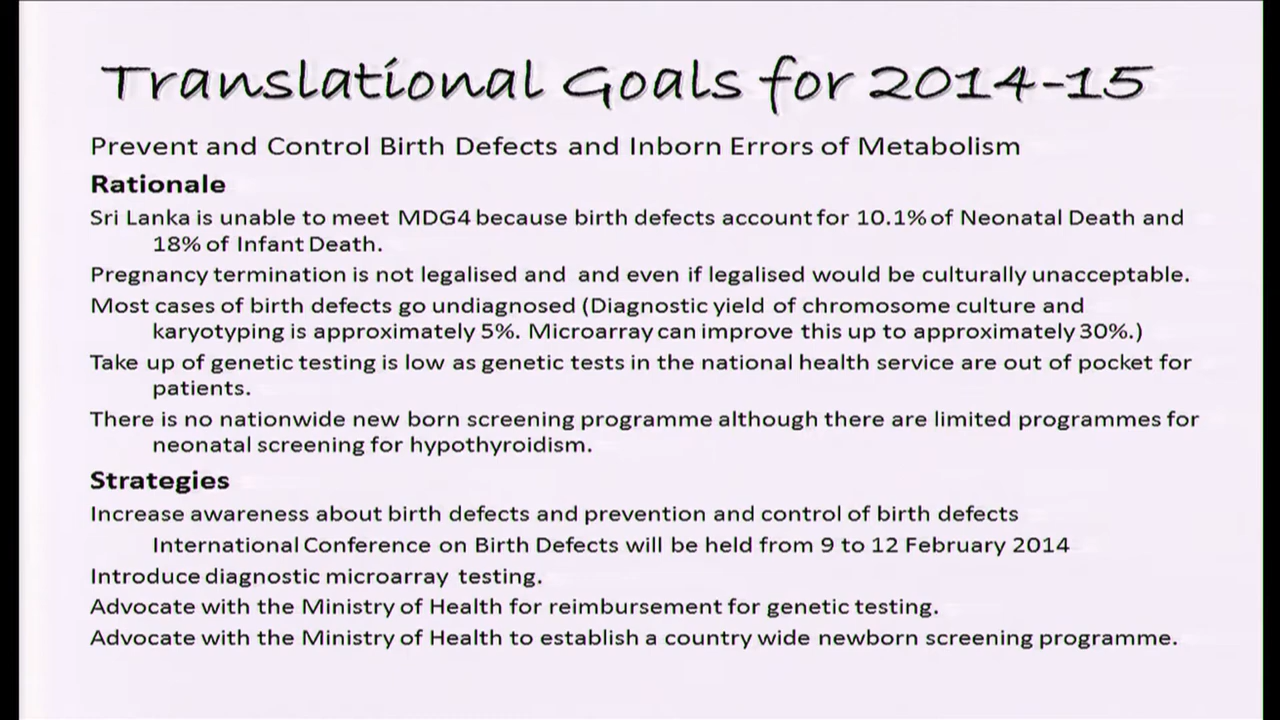 Translational Goals for 2014-15
Prevent and Control Birth Defects and Inborn Errors of Metabolism
Rationale
Sri Lanka is unable to meet MDG4 because birth defects account for 10.1% of Neonatal Death and
18% of Infant Death.
Pregnancy termination is not legalised and and even if legalised would be culturally unacceptable.
Most cases of birth defects go undiagnosed (Diagnostic yield of chromosome culture and
karyotyping is approximately 5%. Microarray can improve this up to approximately 30%.)
Take up of genetic testing is low as genetic tests in the national health service are out of pocket for
patients.
There is no nationwide new born screening programme although there are limited programmes for
neonatal screening for hypothyroidism.
Strategies
Increase awareness about birth defects and prevention and control of birth defects
International Conference on Birth Defects will be held from 9 to 12 February 2014
Introduce diagnostic microarray testing.
Advocate with the Ministry of Health for reimbursement for genetic testing.
Advocate with the Ministry of Health to establish a country wide newborn screening programme.